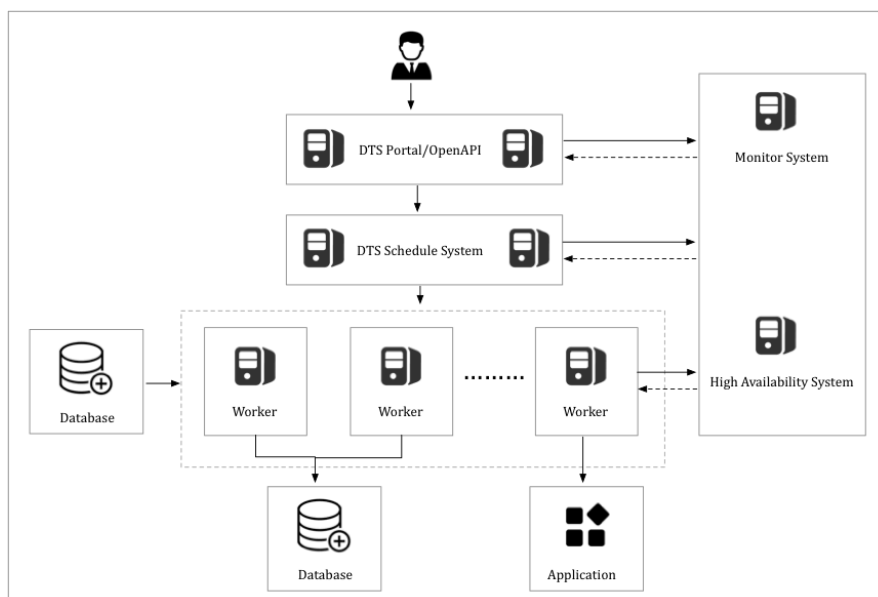 DTS Portal/OpenAPI
Monitor System
DTS Schedule System
High Availability System
Database
Worker
Worker
.........
Worker
Database
Application